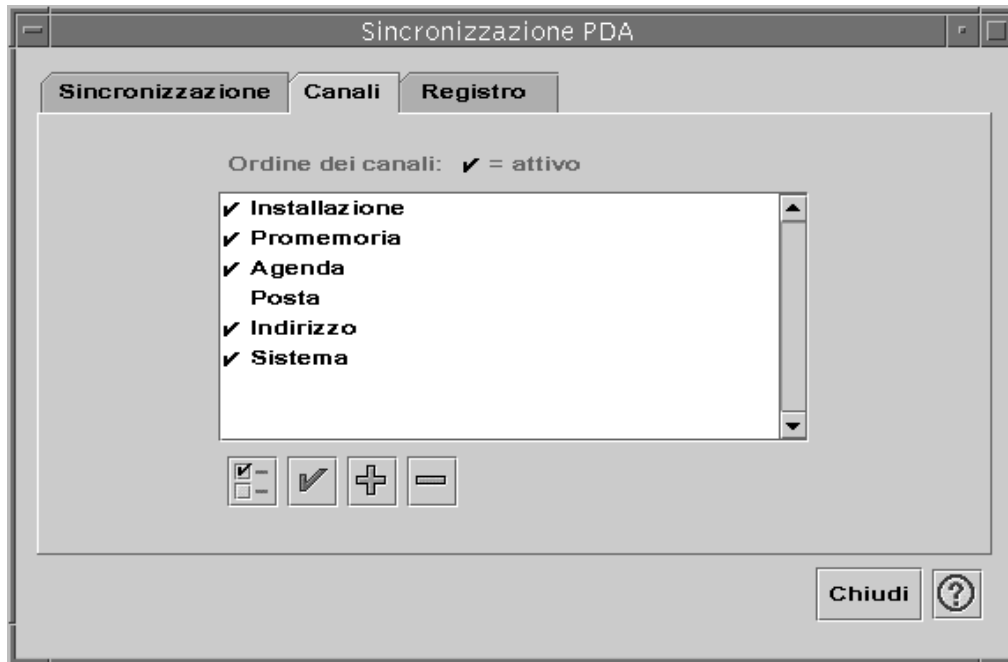 Sincronizzazione PDA
Sincronizzazione Canali Registro
Ordine dei canali: ✔ = attivo
✔ Installazione
✔ Promemoria
✔ Agenda
Posta
✔ Indirizzo
✔ Sistema
Chiudi ?